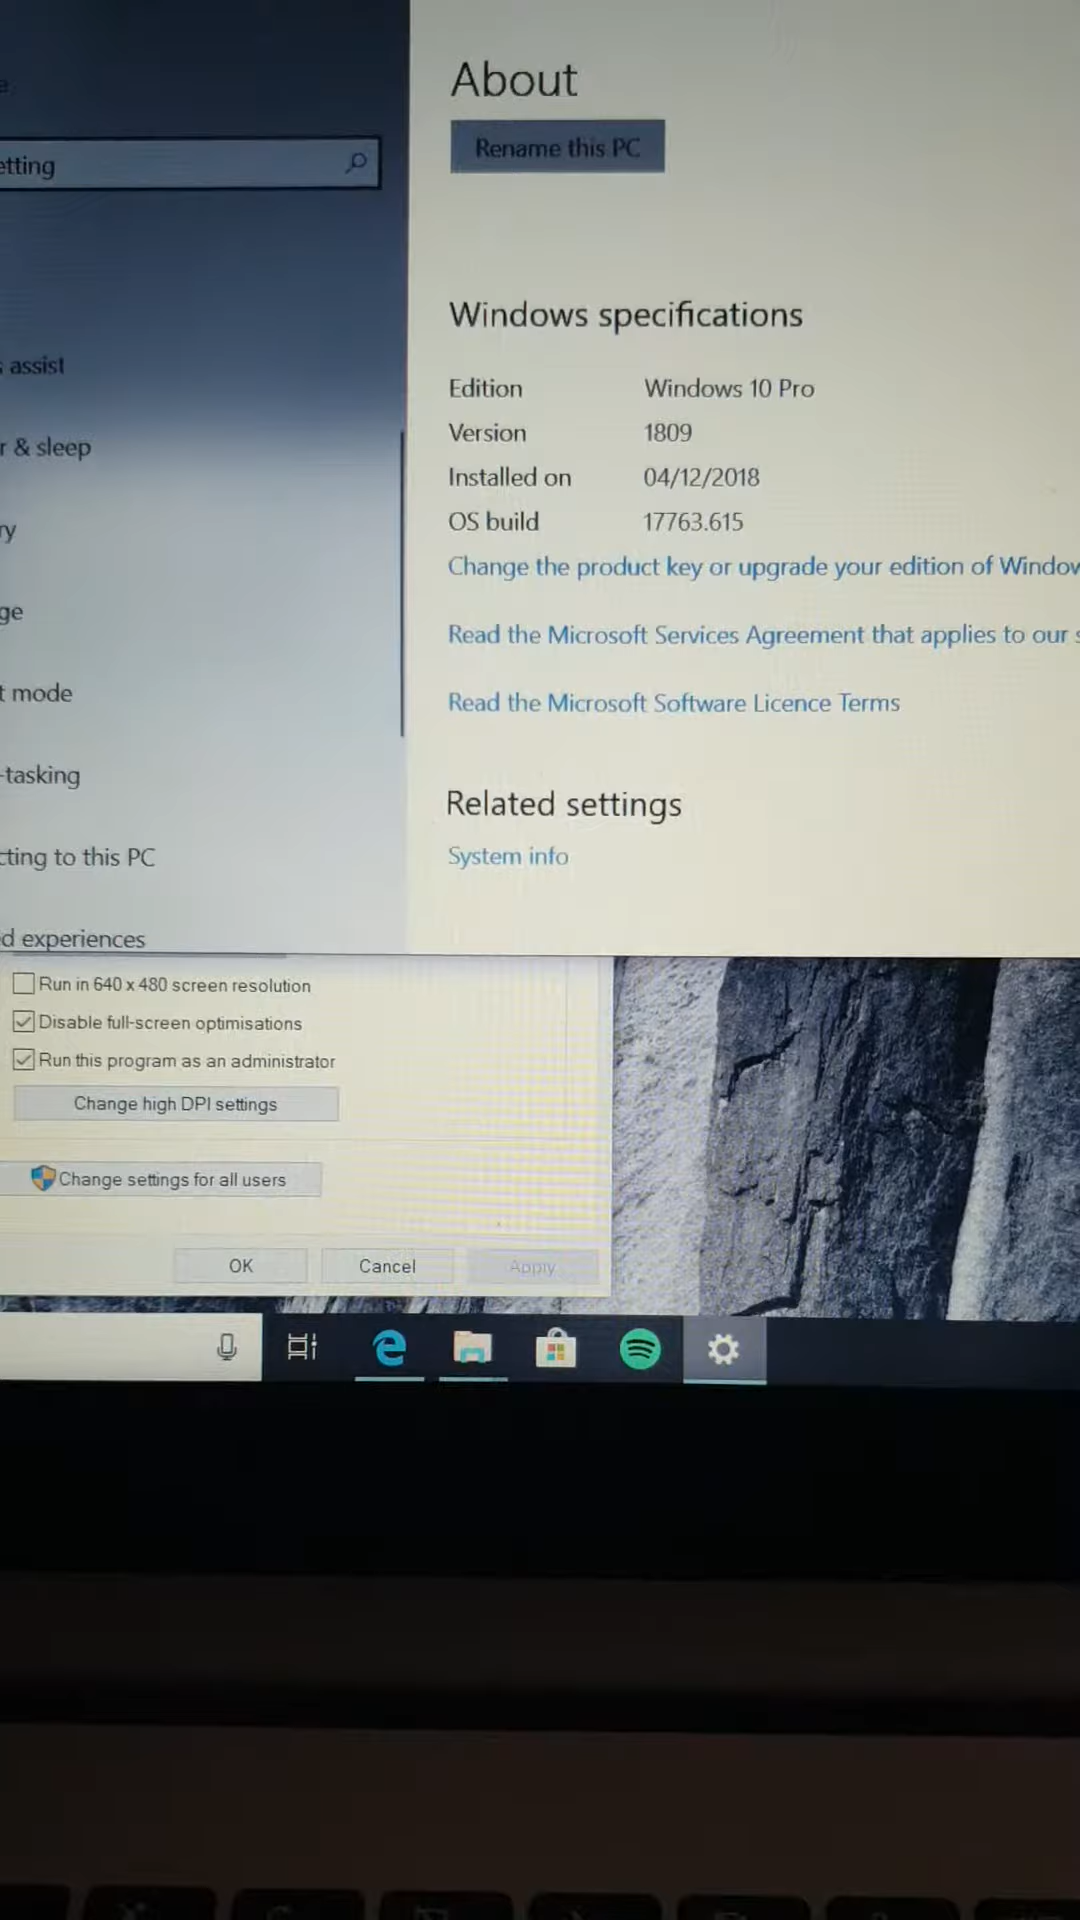 About
Rename this PC
etting
Windows specifications
assist
Edition Windows 10 Pro
r & sleep
Version 1809
Installed on 04/12/2018
ry
OS build 17763.615
Change the product key or upgrade your edition of Window
ge
Read the Microsoft Services Agreement that applies to our s
t mode
Read the Microsoft Software Licence Terms
-tasking
Related settings
cting to this PC
System info
d experiences
Run in 640 x 480 screen resolution
Disable full-screen optimisations
Run this program as an administrator
Change high DPI settings
Change settings for all users
OK Cancel Apply